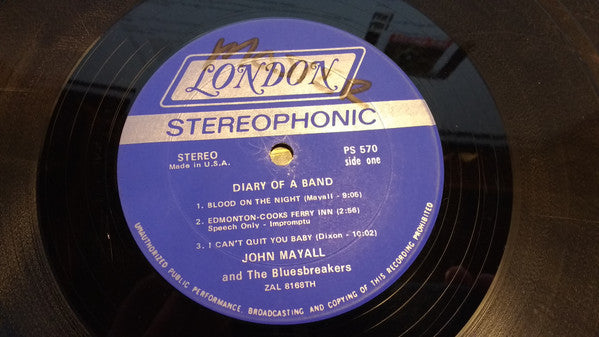 Mayer
LONDON
STEREOPHONIC
STEREO
Made in U.S.A.
PS 570
side one
DIARY OF A BAND
1. BLOOD ON THE NIGHT (Mayall - 9:05)
2. EDMONTON-COOKS FERRY INN (2:56)
Speech Only - Impromptu
3. I CAN'T QUIT YOU BABY (Dixon - 10:02)
JOHN MAYALL
and The Bluesbreakers
ZAL 8168TH
UNAUTHORIZED PUBLIC PERFORMANCE, BROADCASTING AND COPYING OF THIS RECORDING PROHIBITED